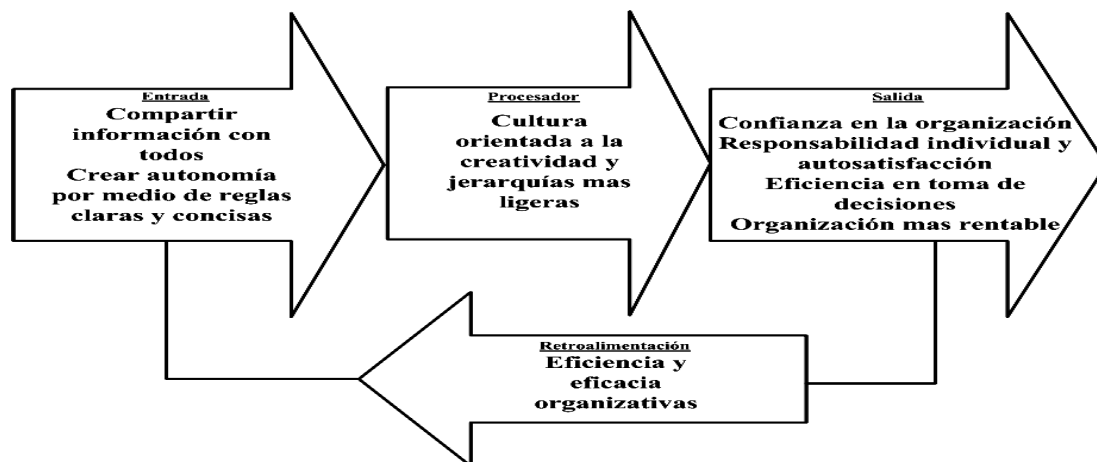 Entrada
Compartir
información con
todos
Crear autonomía
por medio de reglas
claras y concisas
Procesador
Cultura
orientada a la
creatividad y
jerarquías mas
ligeras
Salida
Confianza en la organización
Responsabilidad individual y
autosatisfacción
Eficiencia en toma de
decisiones
Organización mas rentable
Retroalimentación
Eficiencia y
eficacia
organizativas